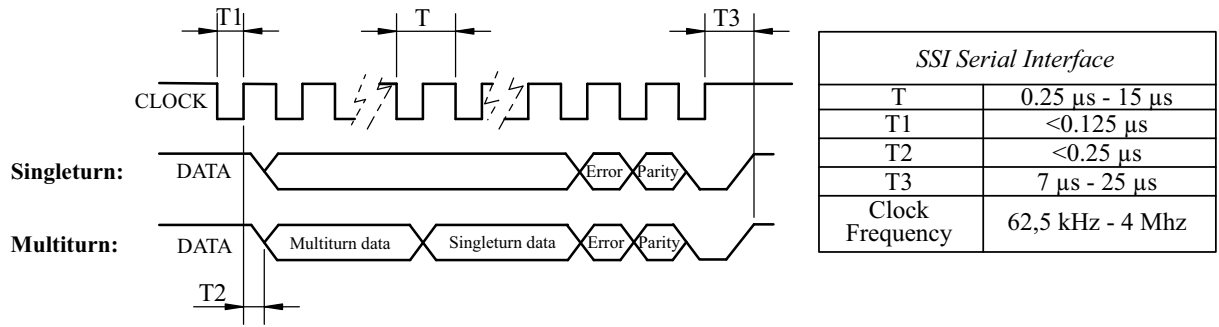 T1 T T3
CLOCK
Singleturn: DATA Error Parity
Multiturn: DATA Multiturn data Singleturn data Error Parity
T2
SSI Serial Interface
T 0.25 µs - 15 µs
T1 <0.125 µs
T2 <0.25 µs
T3 7 µs - 25 µs
Clock
Frequency 62,5 kHz - 4 Mhz